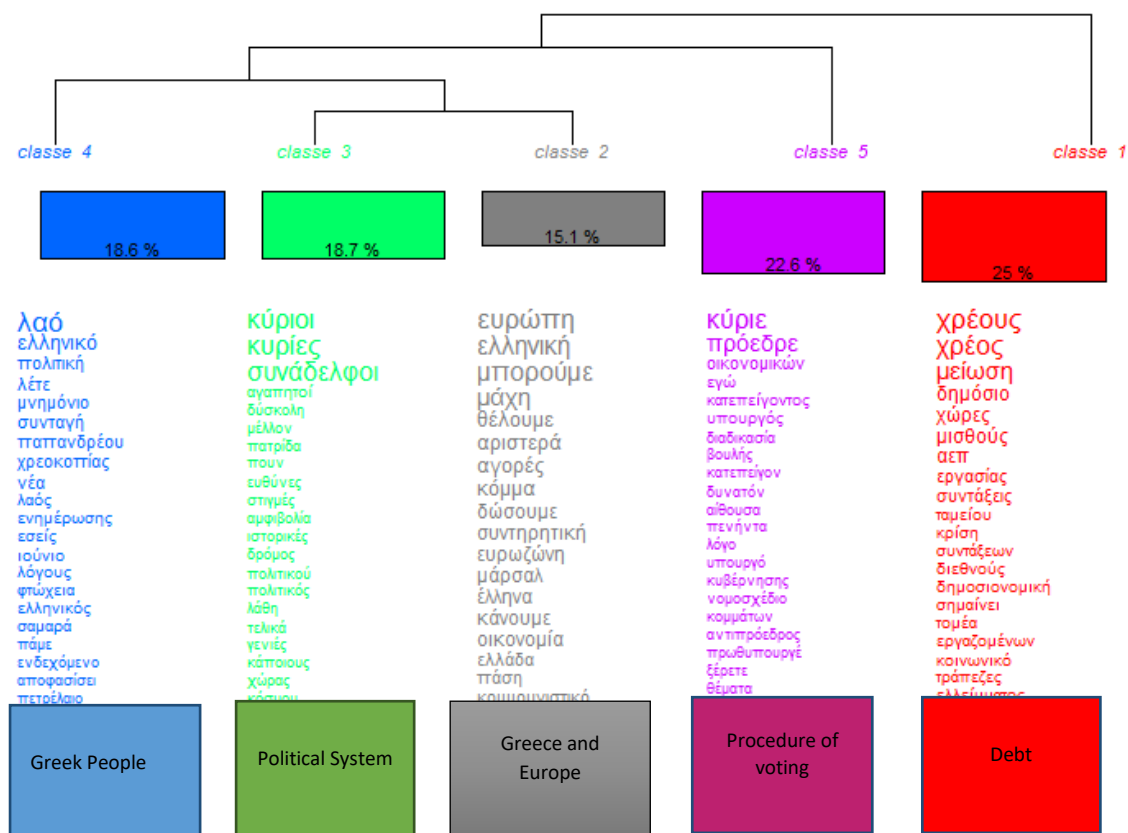 classe 4
classe 3
classe 2
classe 5
classe 1
18.6 %
18.7 %
15.1 %
22.6 %
25 %
λαό
ελληνικό
πολιτική
λέτε
μνημόνιο
συνταγή
παπανδρέου
χρεοκοπίας
νέα
λαός
ενημέρωσης
εσείς
ιούνιο
λόγους
φτώχεια
ελληνικός
σαμαρά
πάμε
ενδεχόμενο
αποφασίσει
πετρέλαιο
κύριοι
κυρίες
συνάδελφοι
αγαπητοί
δύσκολη
μέλλον
πατρίδα
πουν
ευθύνες
στιγμές
αμφιβολία
ιστορικές
δρόμος
πολιτικού
πολιτικός
λάθη
τελικά
γενιές
κάποιους
χώρας
κόσμου
ευρώπη
ελληνική
μπορούμε
μάχη
θέλουμε
αριστερά
αγορές
κόμμα
δώσουμε
συντηρητική
ευρωζώνη
μάρσαλ
έλληνα
κάνουμε
οικονομία
ελλάδα
πάση
κομμουνιστικό
κύριε
πρόεδρε
οικονομικών
εγώ
κατεπείγοντος
υπουργός
διαδικασία
βουλής
κατεπείγον
δυνατόν
αίθουσα
πενήντα
λόγο
υπουργό
κυβέρνησης
νομοσχέδιο
κομμάτων
αντιπρόεδρος
πρωθυπουργέ
ξέρετε
θέματα
χρέους
χρέος
μείωση
δημόσιο
χώρες
μισθούς
αεπ
εργασίας
συντάξεις
ταμείου
κρίση
συντάξεων
διεθνούς
δημοσιονομική
σημαίνει
τομέα
εργαζομένων
κοινωνικό
τράπεζες
ελλείμματος
Greek People
Political System
Greece and
Europe
Procedure of
voting
Debt